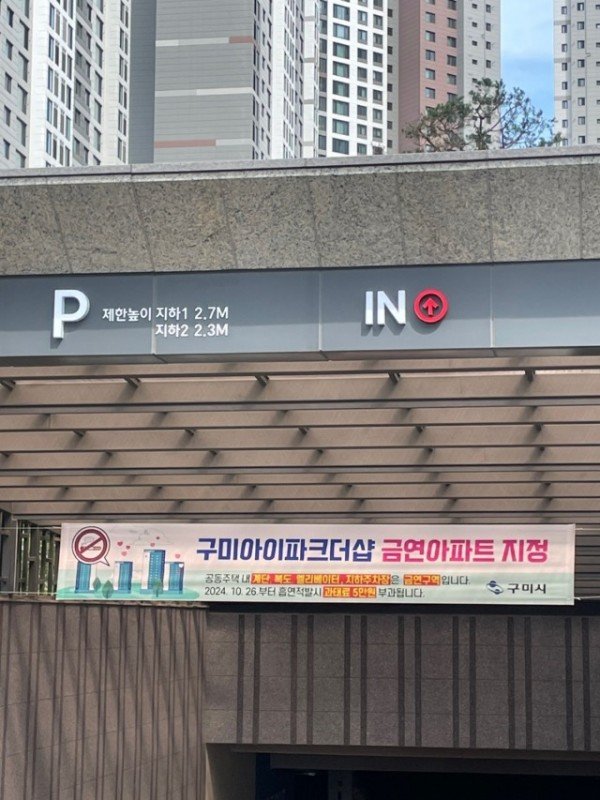 P 제한높이 지하1 2.7M
지하2 2.3M
IN
구미아이파크더샵 금연아파트 지정
공동주택 내 계단, 복도, 엘리베이터, 지하주차장은 금연구역입니다.
2024. 10. 26.부터 흡연적발시 과태료 5만원 부과됩니다.
구미시